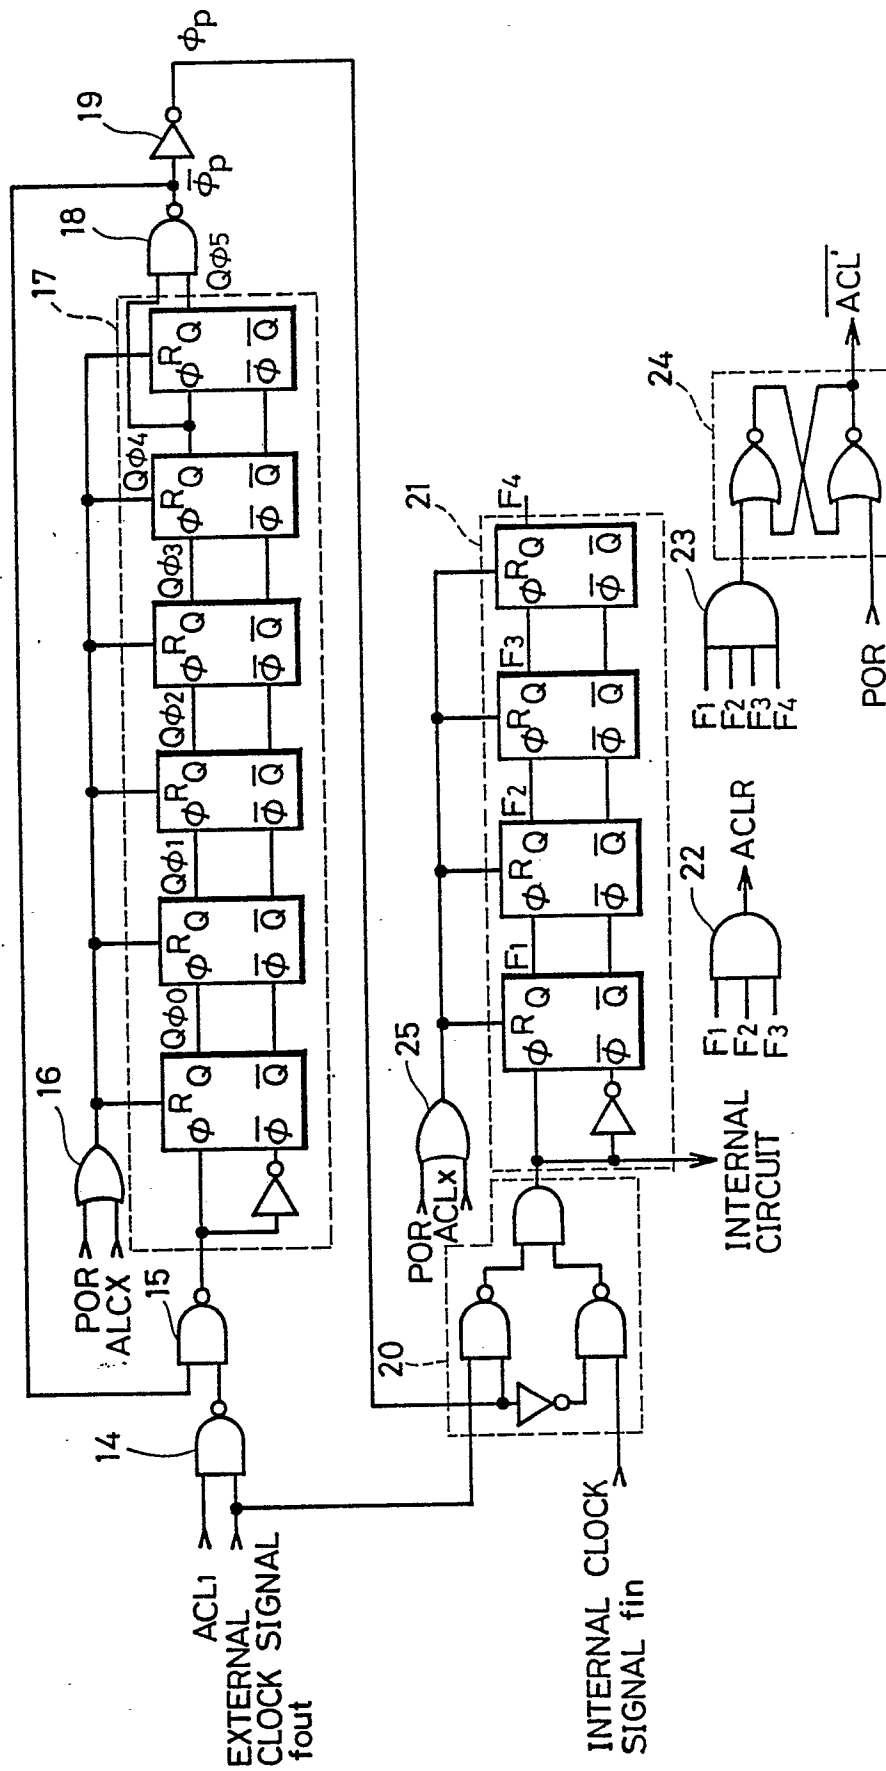 ACL1
EXTERNAL
CLOCK SIGNAL
fout
14
15
POR
ALCX
16
R
Φ Q
Φ̅ Q̅
QΦ0
R
Φ Q
Φ̅ Q̅
QΦ1
R
Φ Q
Φ̅ Q̅
QΦ2
R
Φ Q
Φ̅ Q̅
QΦ3
R
Φ Q
Φ̅ Q̅
QΦ4
R
Φ Q
Φ̅ Q̅
QΦ5
17
18
Φ̅p
19
Φp
INTERNAL CLOCK
SIGNAL fin
20
POR
ACLX
25
R
Φ Q
Φ̅ Q̅
F1
R
Φ Q
Φ̅ Q̅
F2
R
Φ Q
Φ̅ Q̅
F3
R
Φ Q
Φ̅ Q̅
F4
21
INTERNAL
CIRCUIT
F1
F2
F3
22
ACLR
F1
F2
F3
F4
23
POR
24
A̅C̅L̅'̅